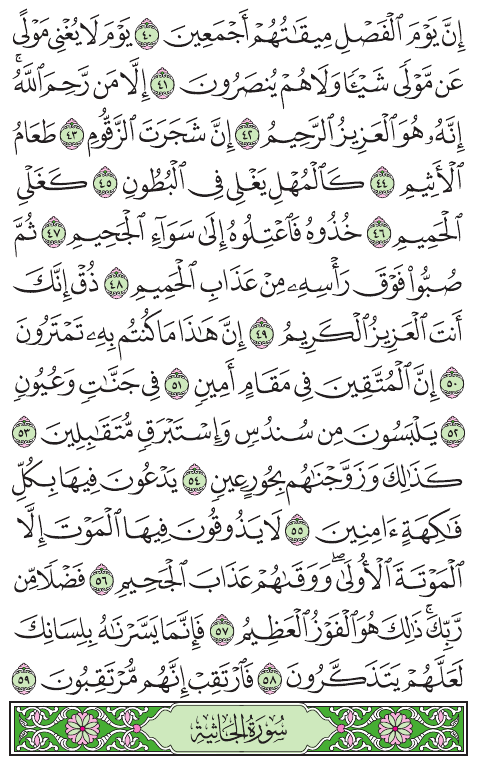 إِنَّ يَوْمَ ٱلْفَصْلِ مِيقَٰتُهُمْ أَجْمَعِينَ ٤٠ يَوْمَ لَا يُغْنِى مَوْلًى
عَن مَّوْلًى شَيْـًٔا وَلَا هُمْ يُنصَرُونَ ٤١ إِلَّا مَن رَّحِمَ ٱللَّهُ ۚ
إِنَّهُۥ هُوَ ٱلْعَزِيزُ ٱلرَّحِيمُ ٤٢ إِنَّ شَجَرَتَ ٱلزَّقُّومِ ٤٣ طَعَامُ
ٱلْأَثِيمِ ٤٤ كَٱلْمُهْلِ يَغْلِى فِى ٱلْبُطُونِ ٤٥ كَغَلْىِ
ٱلْحَمِيمِ ٤٦ خُذُوهُ فَٱعْتِلُوهُ إِلَىٰ سَوَآءِ ٱلْجَحِيمِ ٤٧ ثُمَّ
صُبُّوا۟ فَوْقَ رَأْسِهِۦ مِنْ عَذَابِ ٱلْحَمِيمِ ٤٨ ذُقْ إِنَّكَ
أَنتَ ٱلْعَزِيزُ ٱلْكَرِيمُ ٤٩ إِنَّ هَٰذَا مَا كُنتُم بِهِۦ تَمْتَرُونَ
٥٠ إِنَّ ٱلْمُتَّقِينَ فِى مَقَامٍ أَمِينٍ ٥١ فِى جَنَّٰتٍ وَعُيُونٍ
٥٢ يَلْبَسُونَ مِن سُندُسٍ وَإِسْتَبْرَقٍ مُّتَقَٰبِلِينَ ٥٣
كَذَٰلِكَ وَزَوَّجْنَٰهُم بِحُورٍ عِينٍ ٥٤ يَدْعُونَ فِيهَا بِكُلِّ
فَٰكِهَةٍ ءَامِنِينَ ٥٥ لَا يَذُوقُونَ فِيهَا ٱلْمَوْتَ إِلَّا
ٱلْمَوْتَةَ ٱلْأُولَىٰ ۖ وَوَقَىٰهُمْ عَذَابَ ٱلْجَحِيمِ ٥٦ فَضْلًا مِّن
رَّبِّكَ ۚ ذَٰلِكَ هُوَ ٱلْفَوْزُ ٱلْعَظِيمُ ٥٧ فَإِنَّمَا يَسَّرْنَٰهُ بِلِسَانِكَ
لَعَلَّهُمْ يَتَذَكَّرُونَ ٥٨ فَٱرْتَقِبْ إِنَّهُم مُّرْتَقِبُونَ ٥٩
سُورَةُ الجَاثِيَةِ